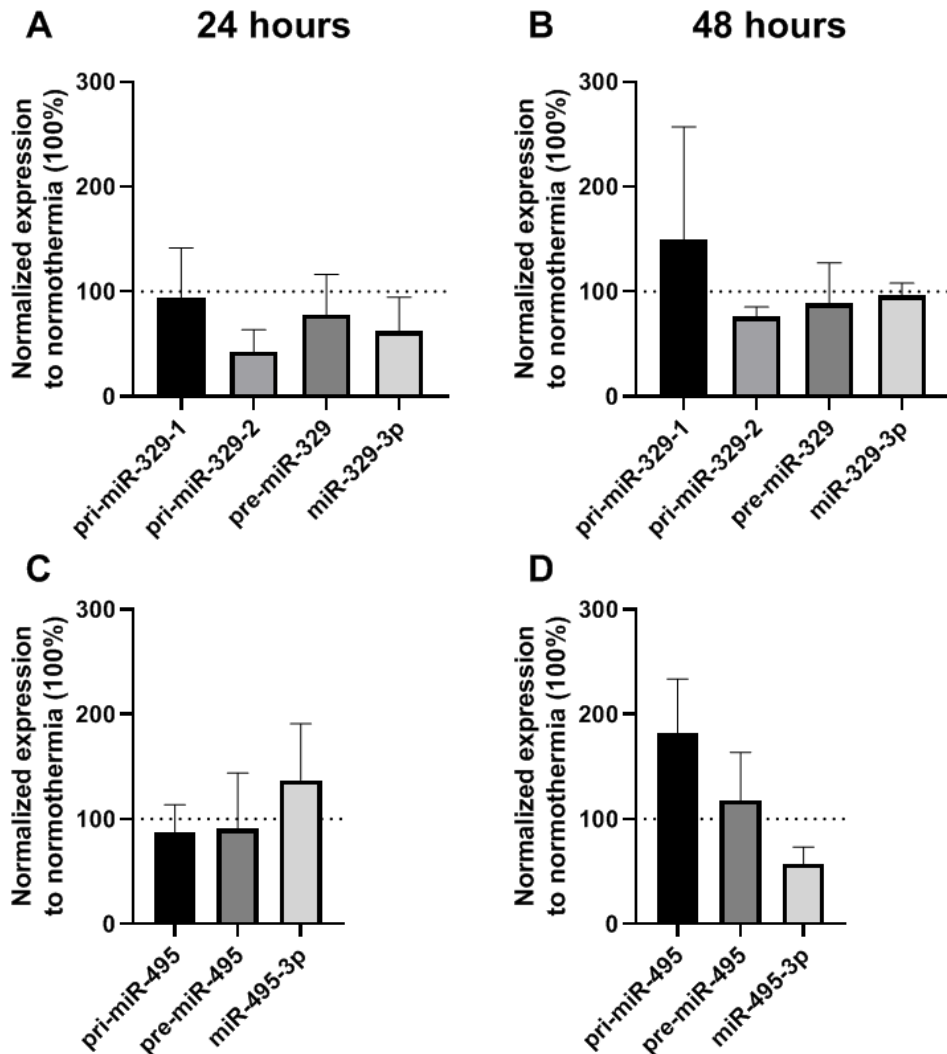 A 24 hours
B 48 hours
Normalized expression
to normothermia (100%)
300
200
100
0
pri-miR-329-1
pri-miR-329-2
pre-miR-329
miR-329-3p
Normalized expression
to normothermia (100%)
300
200
100
0
pri-miR-329-1
pri-miR-329-2
pre-miR-329
miR-329-3p
C
Normalized expression
to normothermia (100%)
300
200
100
0
pri-miR-495
pre-miR-495
miR-495-3p
D
Normalized expression
to normothermia (100%)
300
200
100
0
pri-miR-495
pre-miR-495
miR-495-3p